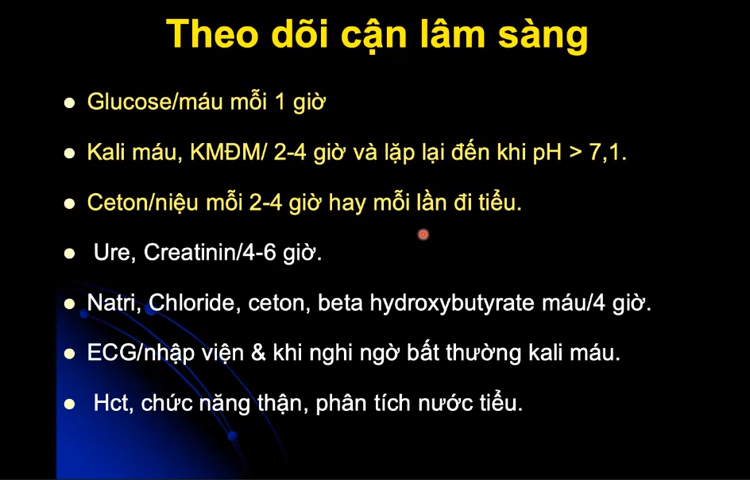 Theo dõi cận lâm sàng
Glucose/máu mỗi 1 giờ
Kali máu, KMĐM/ 2-4 giờ và lặp lại đến khi pH > 7,1.
Ceton/niệu mỗi 2-4 giờ hay mỗi lần đi tiểu.
Ure, Creatinin/4-6 giờ.
Natri, Chloride, ceton, beta hydroxybutyrate máu/4 giờ.
ECG/nhập viện & khi nghi ngờ bất thường kali máu.
Hct, chức năng thận, phân tích nước tiểu.